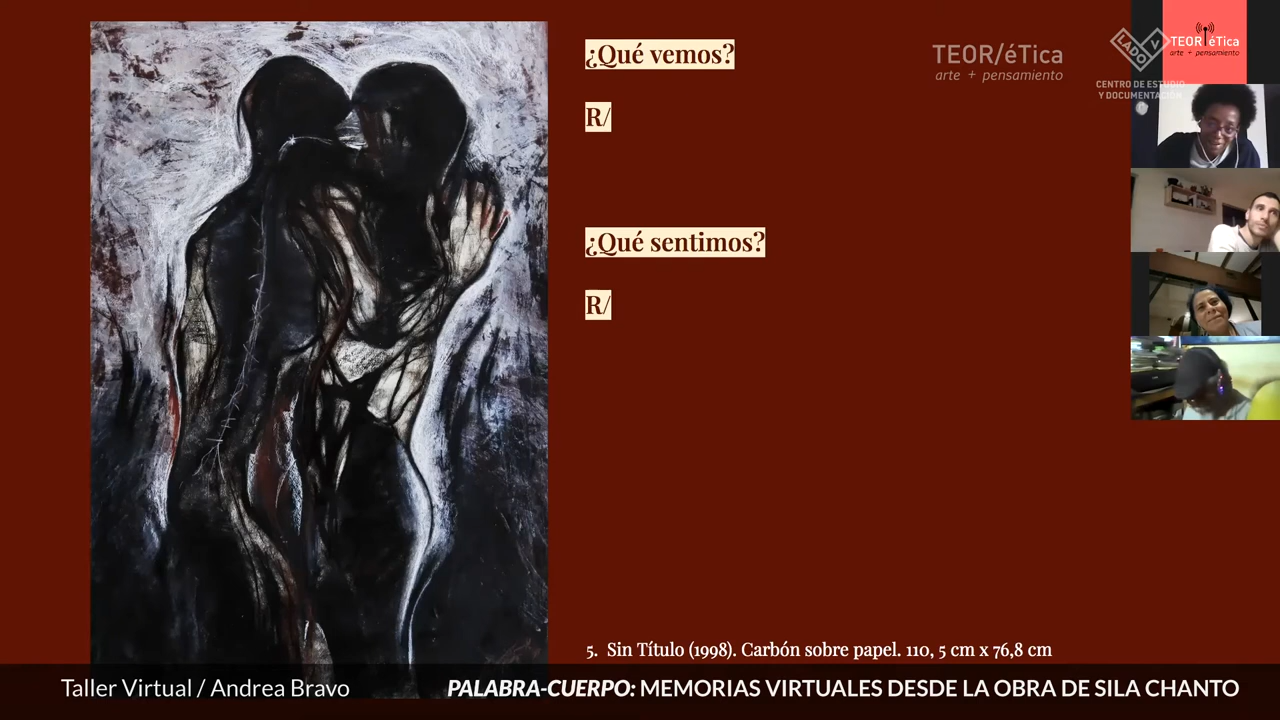 ¿Qué vemos?
R/
¿Qué sentimos?
R/
5. Sin Título (1998). Carbón sobre papel. 110, 5 cm x 76,8 cm
TEOR/éTica
arte + pensamiento
LADO V
CENTRO DE ESTUDIO
Y DOCUMENTACIÓN
TEOR/éTica
arte + pensamiento
Taller Virtual / Andrea Bravo
PALABRA-CUERPO: MEMORIAS VIRTUALES DESDE LA OBRA DE SILA CHANTO